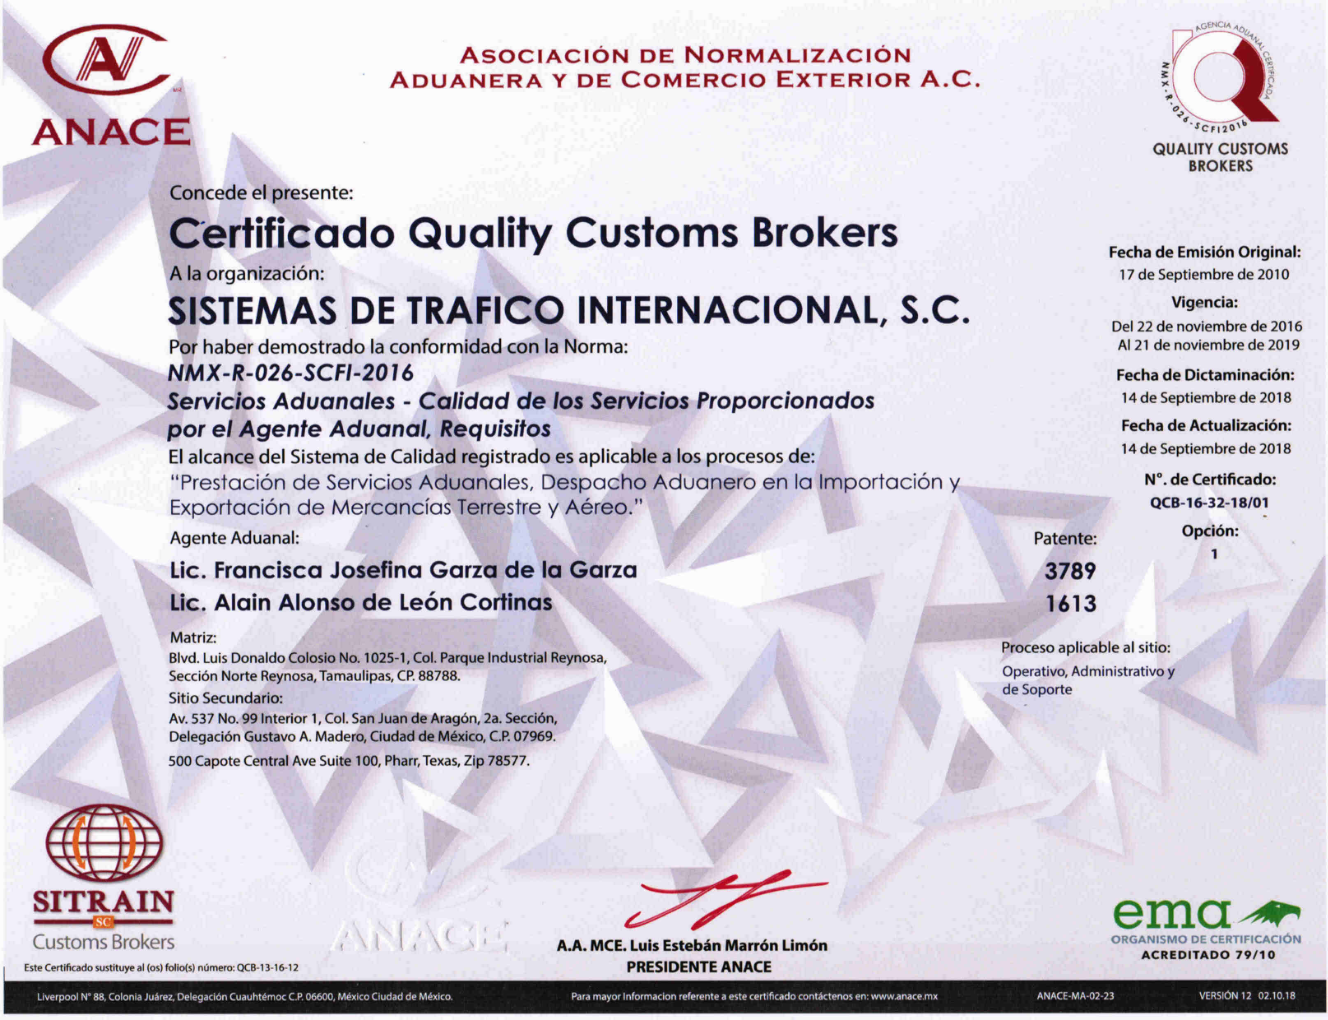 ANACE
ASOCIACIÓN DE NORMALIZACIÓN
ADUANERA Y DE COMERCIO EXTERIOR A.C.
AGENCIA ADUANAL CERTIFICADA
NMX-R-026-SCFI2016
QUALITY CUSTOMS
BROKERS
Concede el presente:
Certificado Quality Customs Brokers
A la organización:
SISTEMAS DE TRAFICO INTERNACIONAL, S.C.
Por haber demostrado la conformidad con la Norma:
NMX-R-026-SCFI-2016
Servicios Aduanales - Calidad de los Servicios Proporcionados
por el Agente Aduanal, Requisitos
El alcance del Sistema de Calidad registrado es aplicable a los procesos de:
“Prestación de Servicios Aduanales, Despacho Aduanero en la Importación y
Exportación de Mercancías Terrestre y Aéreo.”
Fecha de Emisión Original:
17 de Septiembre de 2010
Vigencia:
Del 22 de noviembre de 2016
Al 21 de noviembre de 2019
Fecha de Dictaminación:
14 de Septiembre de 2018
Fecha de Actualización:
14 de Septiembre de 2018
N°. de Certificado:
QCB-16-32-18/01
Opción:
1
Agente Aduanal:
Patente:
Lic. Francisca Josefina Garza de la Garza
3789
Lic. Alain Alonso de León Cortinas
1613
Matriz:
Blvd. Luis Donaldo Colosio No. 1025-1, Col. Parque Industrial Reynosa,
Sección Norte Reynosa, Tamaulipas, CP. 88788.
Sitio Secundario:
Av. 537 No. 99 Interior 1, Col. San Juan de Aragón, 2a. Sección,
Delegación Gustavo A. Madero, Ciudad de México, C.P. 07969.
500 Capote Central Ave Suite 100, Pharr, Texas, Zip 78577.
Proceso aplicable al sitio:
Operativo, Administrativo y
de Soporte
SITRAIN
SC
Customs Brokers
ANACE
A.A. MCE. Luis Estebán Marrón Limón
PRESIDENTE ANACE
ema
ORGANISMO DE CERTIFICACIÓN
ACREDITADO 79/10
Este Certificado sustituye al (os) folio(s) número: QCB-13-16-12
Liverpool N° 88, Colonia Juárez, Delegación Cuauhtémoc C.P. 06600, México Ciudad de México.
Para mayor Informacion referente a este certificado contáctenos en: www.anace.mx
ANACE-MA-02-23
VERSIÓN 12 02.10.18